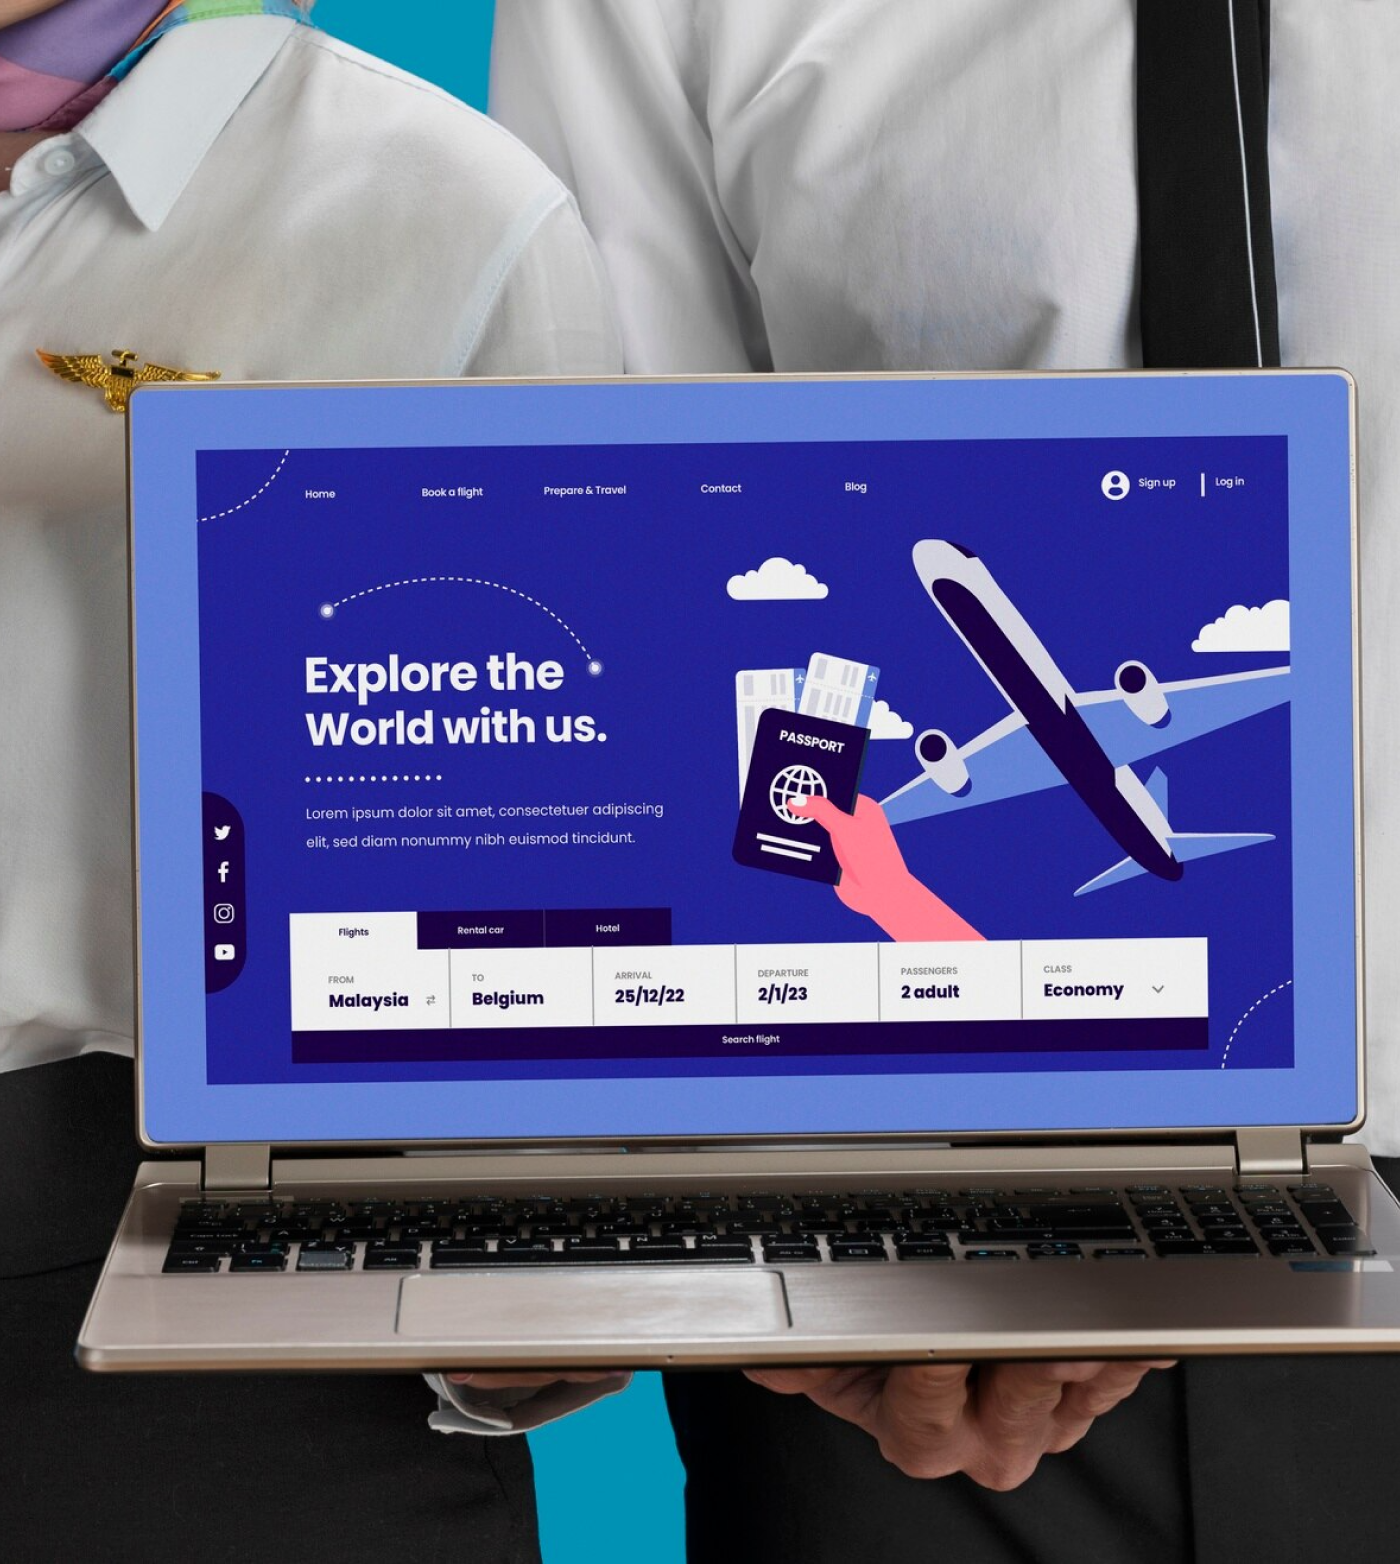 Home Book a flight Prepare & Travel Contact Blog Sign up | Log in
Explore the
World with us.
PASSPORT
Lorem ipsum dolor sit amet, consectetuer adipiscing
elit, sed diam nonummy nibh euismod tincidunt.
Flights Rental car Hotel
FROM TO ARRIVAL DEPARTURE PASSENGERS CLASS
Malaysia Belgium 25/12/22 2/1/23 2 adult Economy
Search flight
Caps Lock